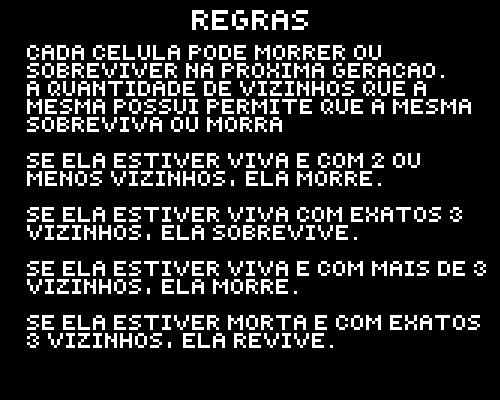 REGRAS
CADA CELULA PODE MORRER OU
SOBREVIVER NA PROXIMA GERACAO.
A QUANTIDADE DE VIZINHOS QUE A
MESMA POSSUI PERMITE QUE A MESMA
SOBREVIVA OU MORRA
SE ELA ESTIVER VIVA E COM 2 OU
MENOS VIZINHOS, ELA MORRE.
SE ELA ESTIVER VIVA COM EXATOS 3
VIZINHOS, ELA SOBREVIVE.
SE ELA ESTIVER VIVA E COM MAIS DE 3
VIZINHOS, ELA MORRE.
SE ELA ESTIVER MORTA E COM EXATOS
3 VIZINHOS, ELA REVIVE.